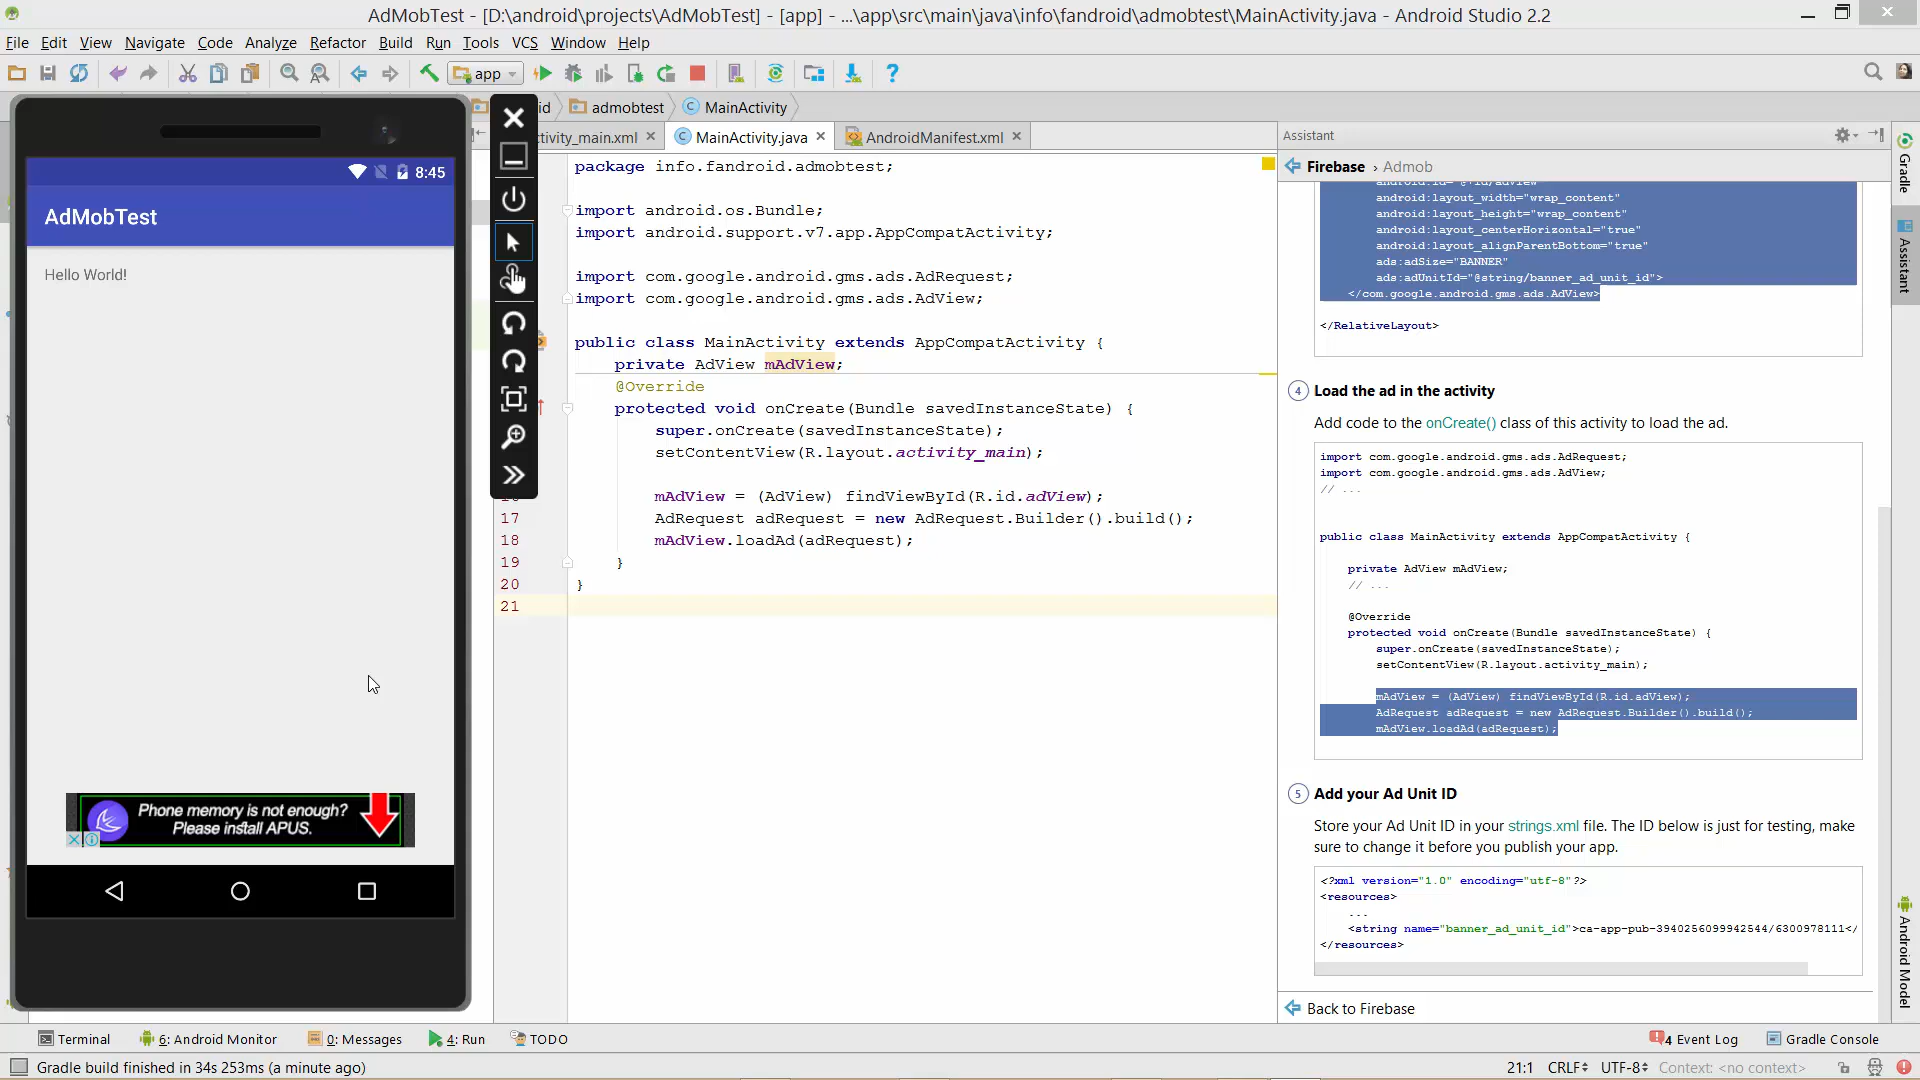 AdMobTest - [D:\android\projects\AdMobTest] - [app] - ...\app\src\main\java\info\fandroid\admobtest\MainActivity.java - Android Studio 2.2
File Edit View Navigate Code Analyze Refactor Build Run Tools VCS Window Help
app
admobtest MainActivity
MainActivity.java AndroidManifest.xml
8:45
AdMobTest
Hello World!
Phone memory is not enough?
Please install APUS.
package info.fandroid.admobtest;
import android.os.Bundle;
import android.support.v7.app.AppCompatActivity;
import com.google.android.gms.ads.AdRequest;
import com.google.android.gms.ads.AdView;
public class MainActivity extends AppCompatActivity {
private AdView mAdView;
@Override
protected void onCreate(Bundle savedInstanceState) {
super.onCreate(savedInstanceState);
setContentView(R.layout.activity_main);
mAdView = (AdView) findViewById(R.id.adView);
17 AdRequest adRequest = new AdRequest.Builder().build();
18 mAdView.loadAd(adRequest);
19 }
20 }
21
Assistant
Firebase › Admob
android:layout_width="wrap_content"
android:layout_height="wrap_content"
android:layout_centerHorizontal="true"
android:layout_alignParentBottom="true"
ads:adSize="BANNER"
ads:adUnitId="@string/banner_ad_unit_id">
</com.google.android.gms.ads.AdView>
</RelativeLayout>
4 Load the ad in the activity
Add code to the onCreate() class of this activity to load the ad.
import com.google.android.gms.ads.AdRequest;
import com.google.android.gms.ads.AdView;
// ...
public class MainActivity extends AppCompatActivity {
private AdView mAdView;
// ...
@Override
protected void onCreate(Bundle savedInstanceState) {
super.onCreate(savedInstanceState);
setContentView(R.layout.activity_main);
mAdView = (AdView) findViewById(R.id.adView);
AdRequest adRequest = new AdRequest.Builder().build();
mAdView.loadAd(adRequest);
5 Add your Ad Unit ID
Store your Ad Unit ID in your strings.xml file. The ID below is just for testing, make
sure to change it before you publish your app.
<?xml version="1.0" encoding="utf-8"?>
<resources>
...
<string name="banner_ad_unit_id">ca-app-pub-3940256099942544/6300978111</
</resources>
Back to Firebase
Gradle
Assistant
Android Model
Terminal 6: Android Monitor 0: Messages 4: Run TODO 4 Event Log Gradle Console
Gradle build finished in 34s 253ms (a minute ago) 21:1 CRLF UTF-8 Context: <no context>